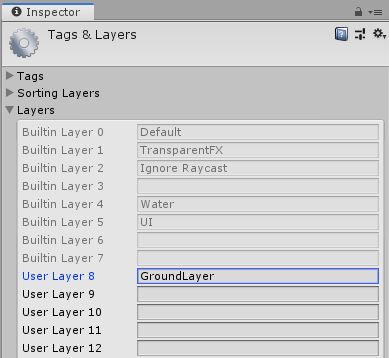 Inspector
Tags & Layers
Tags
Sorting Layers
Layers
Builtin Layer 0 Default
Builtin Layer 1 TransparentFX
Builtin Layer 2 Ignore Raycast
Builtin Layer 3
Builtin Layer 4 Water
Builtin Layer 5 UI
Builtin Layer 6
Builtin Layer 7
User Layer 8 GroundLayer
User Layer 9
User Layer 10
User Layer 11
User Layer 12